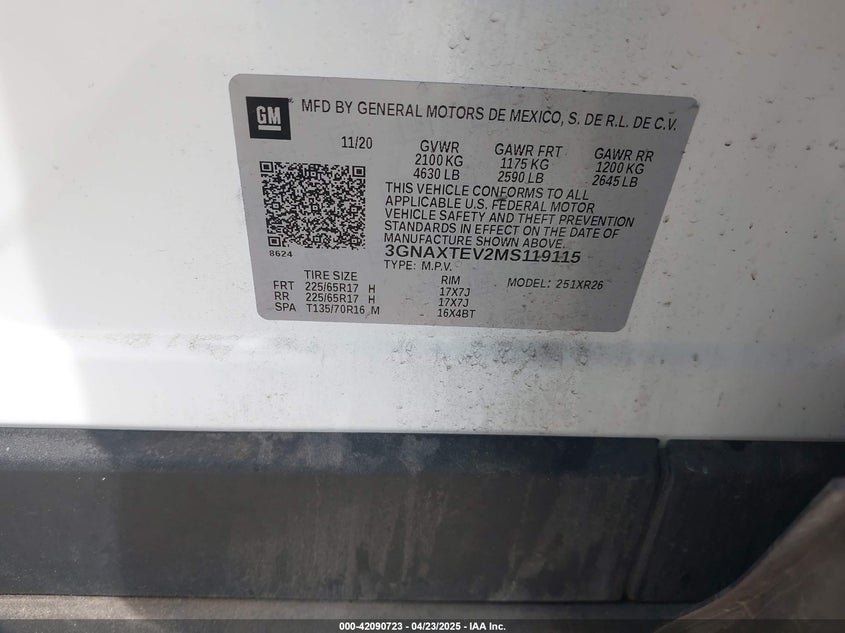 GM MFD BY GENERAL MOTORS DE MEXICO, S. DE R.L. DE C.V.
11/20 GVWR GAWR FRT GAWR RR
2100 KG 1175 KG 1200 KG
4630 LB 2590 LB 2645 LB
THIS VEHICLE CONFORMS TO ALL
APPLICABLE U.S. FEDERAL MOTOR
VEHICLE SAFETY AND THEFT PREVENTION
STANDARDS IN EFFECT ON THE DATE OF
MANUFACTURE SHOWN ABOVE.
8624
3GNAXTEV2MS119115
TYPE: M.P.V. MODEL: 251XR26
TIRE SIZE RIM
FRT 225/65R17 H 17X7J
RR 225/65R17 H 17X7J
SPA T135/70R16 M 16X4BT
000-42090723 - 04/23/2025 - IAA Inc.